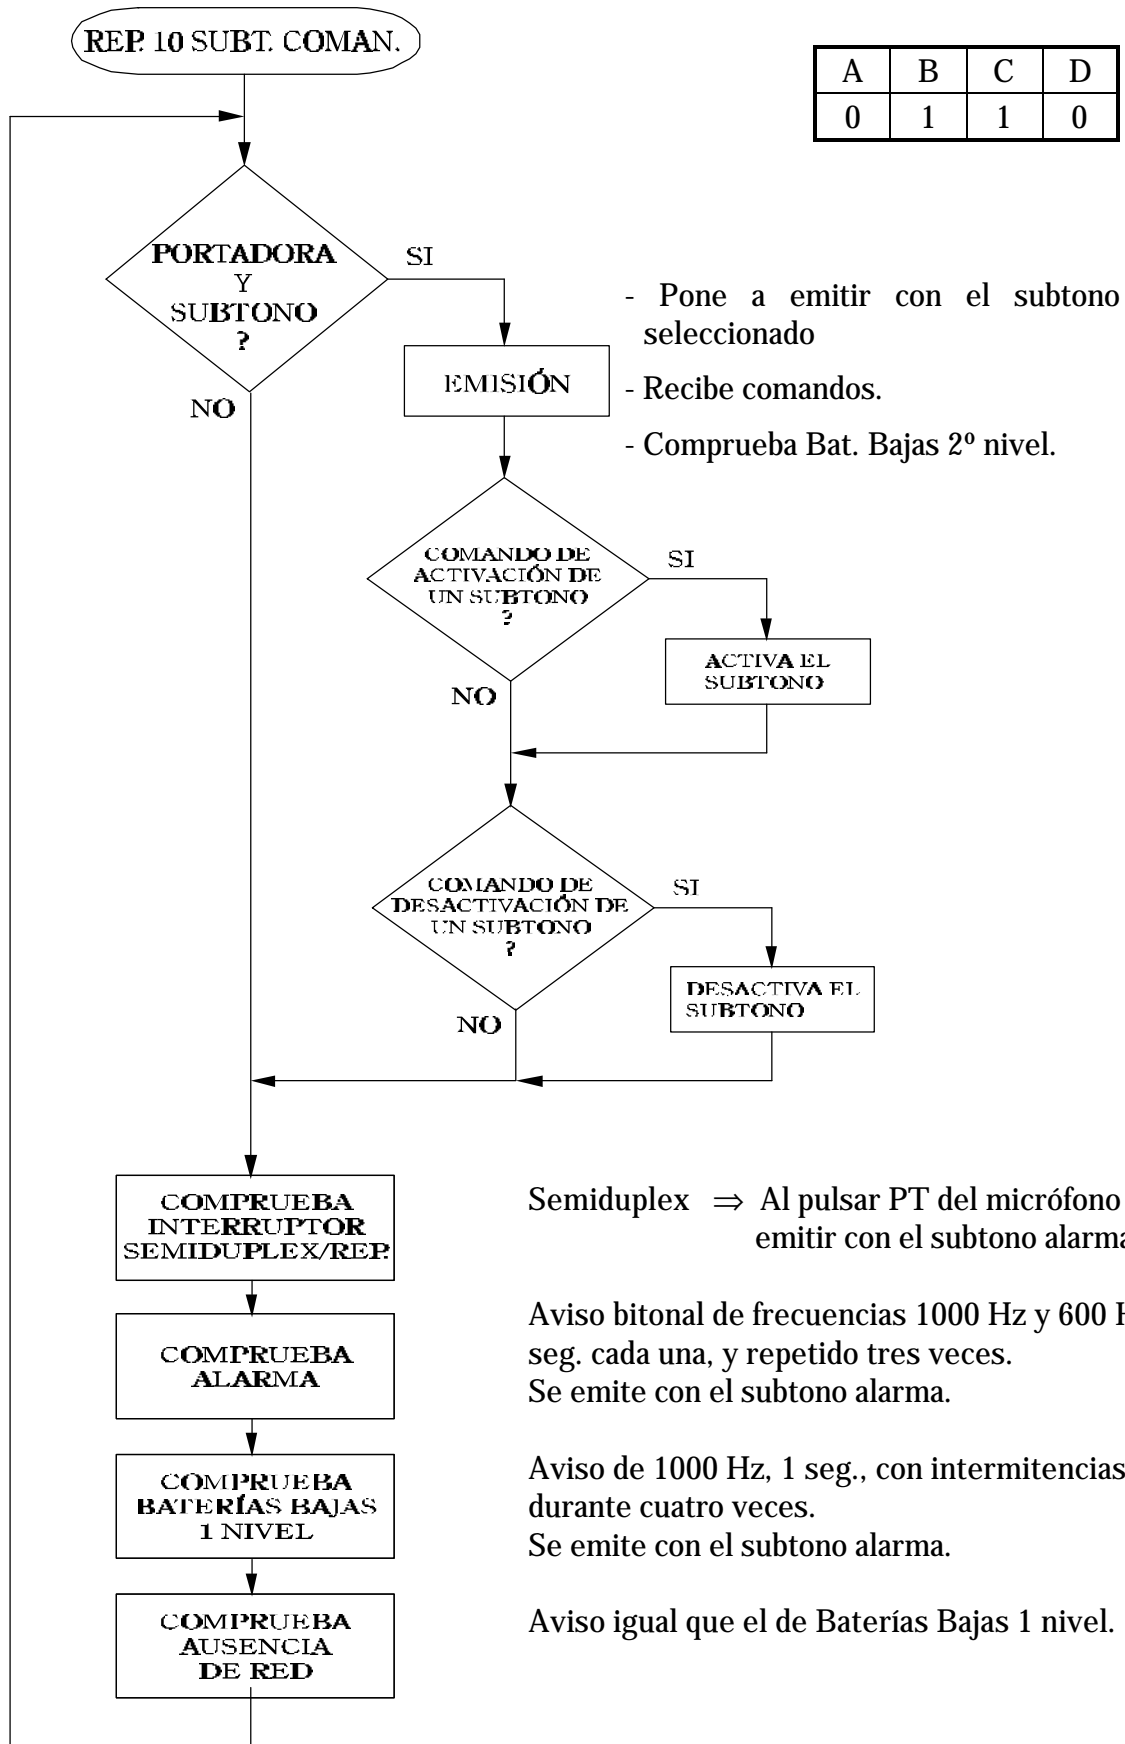 REP. 10 SUBT. COMAN.
A B C D
0 1 1 0
PORTADORA
Y
SUBTONO
?
SI
NO
EMISIÓN
- Pone a emitir con el subtono
seleccionado
- Recibe comandos.
- Comprueba Bat. Bajas 2º nivel.
COMANDO DE
ACTIVACIÓN DE
UN SUBTONO
?
SI
NO
ACTIVA EL
SUBTONO
COMANDO DE
DESACTIVACIÓN DE
UN SUBTONO
?
SI
NO
DESACTIVA EL
SUBTONO
COMPRUEBA
INTERRUPTOR
SEMIDUPLEX/REP.
Semiduplex ⇒ Al pulsar PT del micrófono
emitir con el subtono alarma
COMPRUEBA
ALARMA
Aviso bitonal de frecuencias 1000 Hz y 600
seg. cada una, y repetido tres veces.
Se emite con el subtono alarma.
COMPRUEBA
BATERÍAS BAJAS
1 NIVEL
Aviso de 1000 Hz, 1 seg., con intermitencias
durante cuatro veces.
Se emite con el subtono alarma.
COMPRUEBA
AUSENCIA
DE RED
Aviso igual que el de Baterías Bajas 1 nivel.